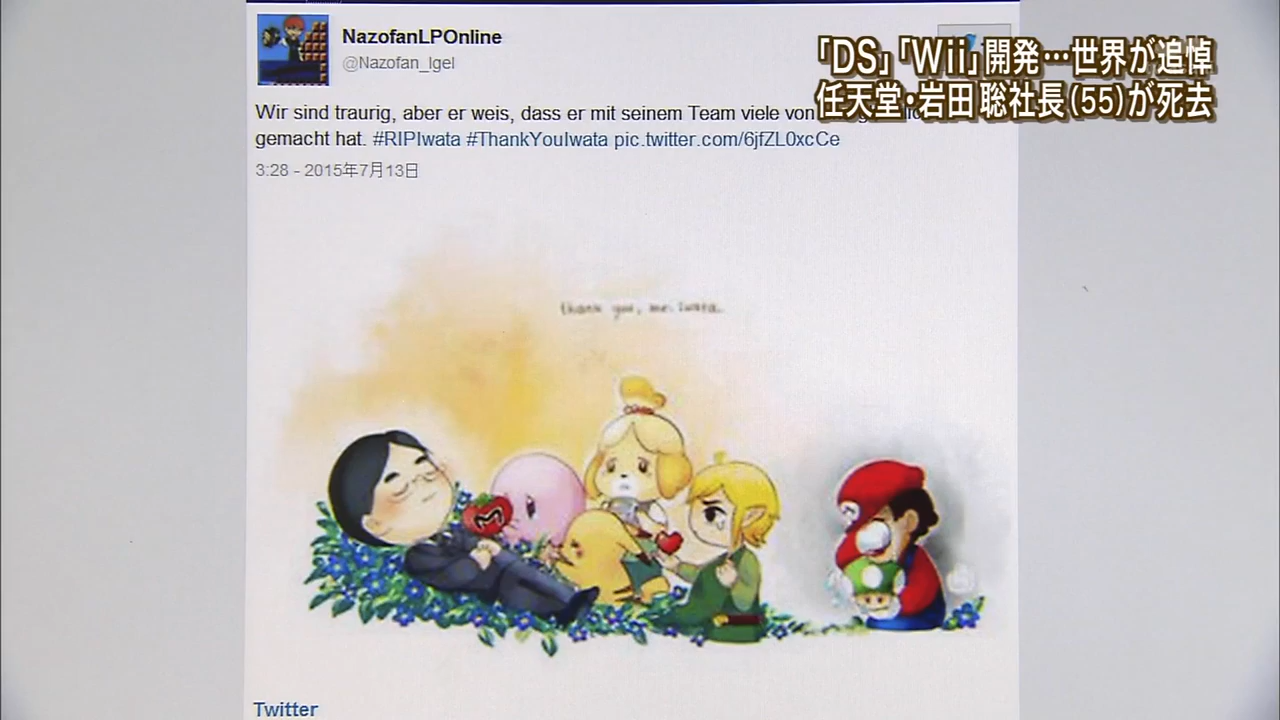 NazofanLPOnline
@Nazofan_Igel
「DS」「Wii」開発…世界が追悼
任天堂・岩田 聡社長(55)が死去
Wir sind traurig, aber er weis, dass er mit seinem Team viele von
gemacht hat. #RIPIwata #ThankYouIwata pic.twitter.com/6jfZL0xcCe
3:28 - 2015年7月13日
thank you, mr. Iwata.
M
Twitter